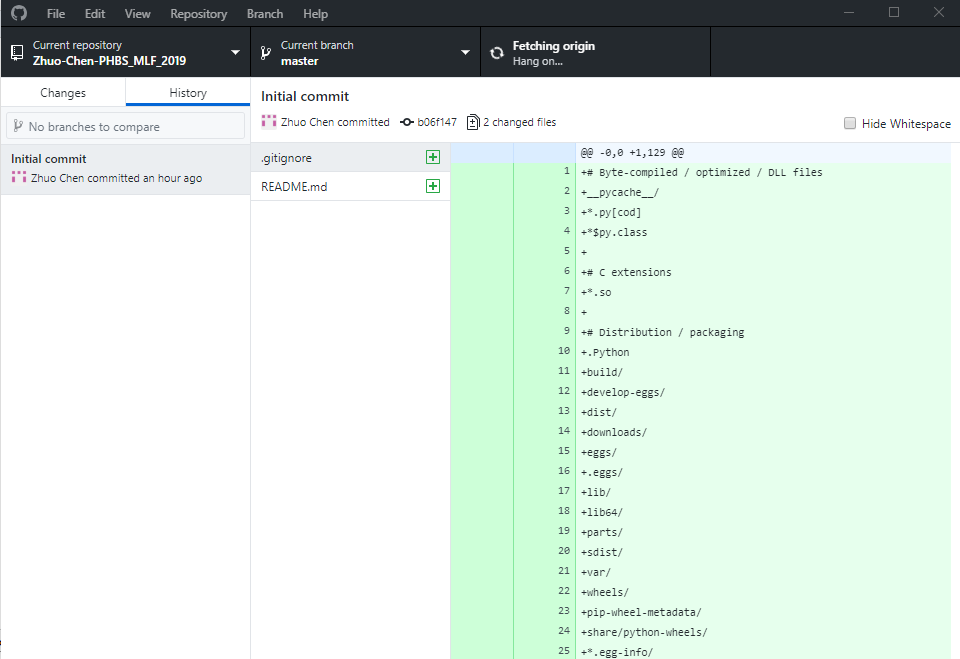 File Edit View Repository Branch Help
Current repository
Zhuo-Chen-PHBS_MLF_2019
Current branch
master
Fetching origin
Hang on...
Changes History
No branches to compare
Initial commit
Zhuo Chen committed an hour ago
Initial commit
Zhuo Chen committed b06f147 2 changed files
Hide Whitespace
.gitignore
README.md
@@ -0,0 +1,129 @@
1 +# Byte-compiled / optimized / DLL files
2 +__pycache__/
3 +*.py[cod]
4 +*$py.class
5 +
6 +# C extensions
7 +*.so
8 +
9 +# Distribution / packaging
10 +.Python
11 +build/
12 +develop-eggs/
13 +dist/
14 +downloads/
15 +eggs/
16 +.eggs/
17 +lib/
18 +lib64/
19 +parts/
20 +sdist/
21 +var/
22 +wheels/
23 +pip-wheel-metadata/
24 +share/python-wheels/
25 +*.egg-info/